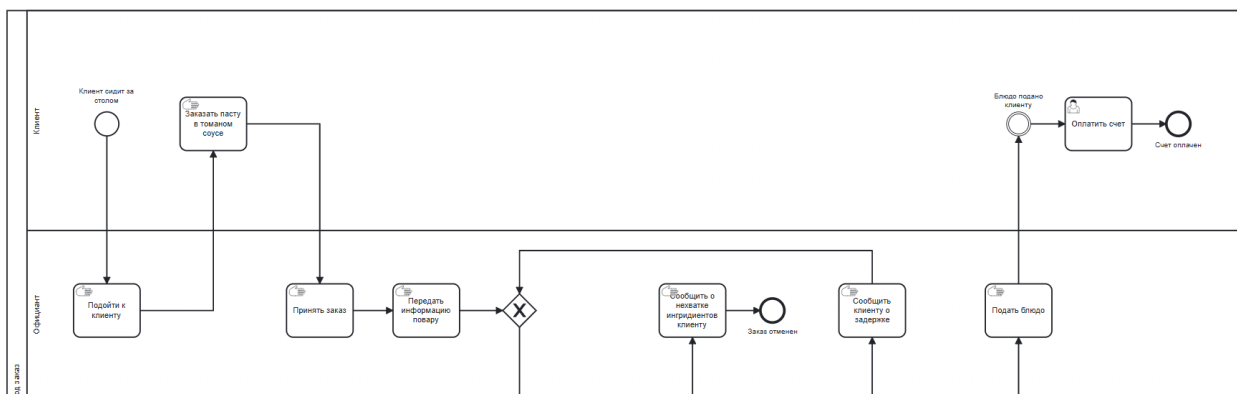 Клиент
Клиент сидит за
столом
Заказать пасту
в томаном
соусе
Блюдо подано
клиенту
Оплатить счет
Счет оплачен
Официант
Подойти к
клиенту
Принять заказ
Передать
информацию
повару
Сообщить о
нехватке
ингридиентов
клиенту
Заказ отменен
Сообщить
клиенту о
задержке
Подать блюдо
заказ